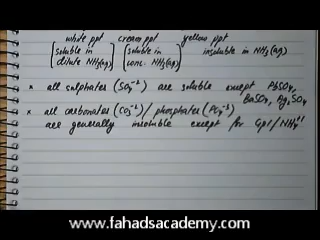 white ppt cream ppt yellow ppt
[soluble in [soluble in insoluble in NH₃(aq)
dilute NH₃(aq)] conc. NH₃(aq)]
* all sulphates (SO₄⁻²) are soluble except PbSO₄,
BaSO₄, Ag₂SO₄
* all carbonates (CO₃⁻²)/phosphates (PO₄⁻³)
are generally insoluble except for Gp1/NH₄⁺
www.fahadsacademy.com